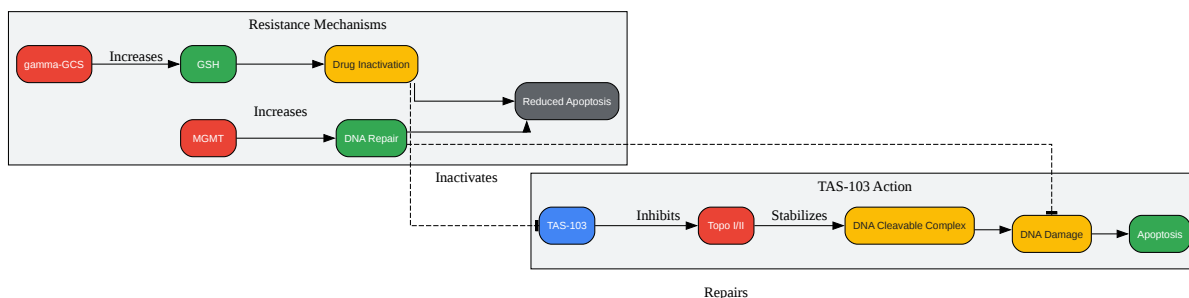 Resistance Mechanisms
gamma-GCS
Increases
GSH
Drug Inactivation
Reduced Apoptosis
MGMT
Increases
DNA Repair
Inactivates
TAS-103 Action
TAS-103
Inhibits
Topo I/II
Stabilizes
DNA Cleavable Complex
DNA Damage
Apoptosis
Repairs